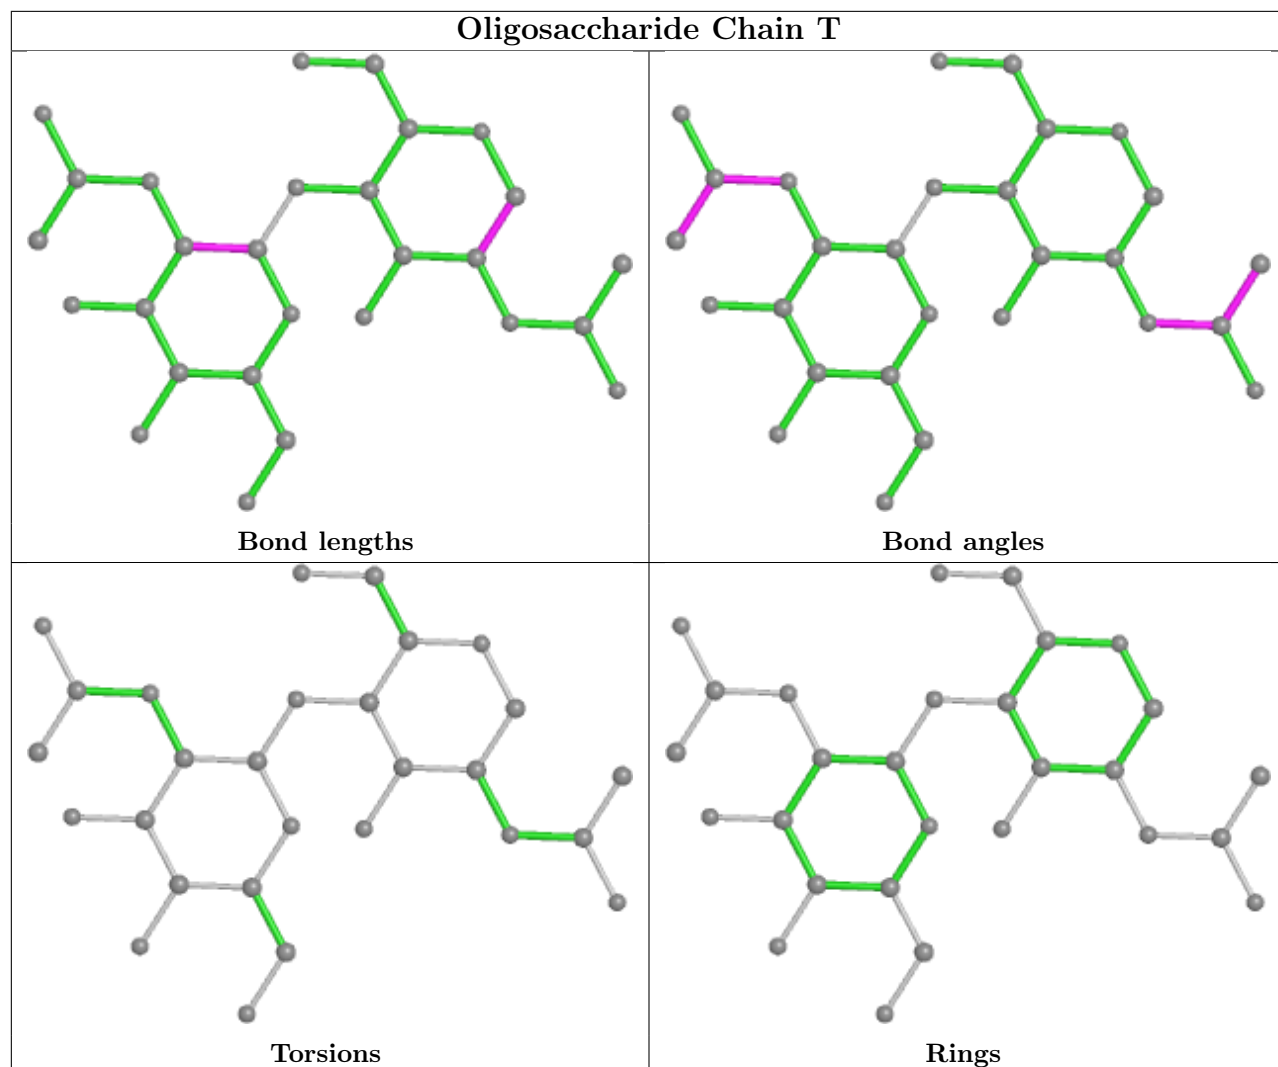 Oligosaccharide Chain T
Bond lengths
Bond angles
Torsions
Rings